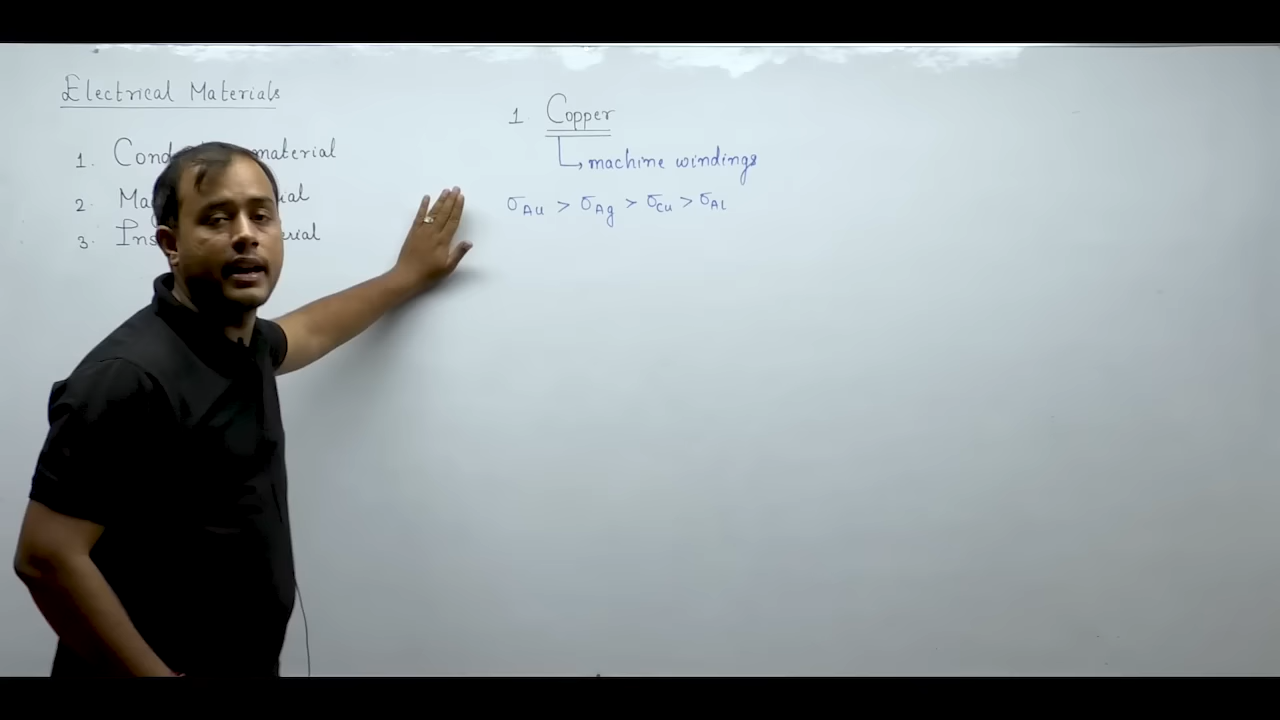 Electrical Materials
1. Cond material
2. Ma ial
3. Ins erial
1. Copper
machine windings
σAu > σAg > σCu > σAl